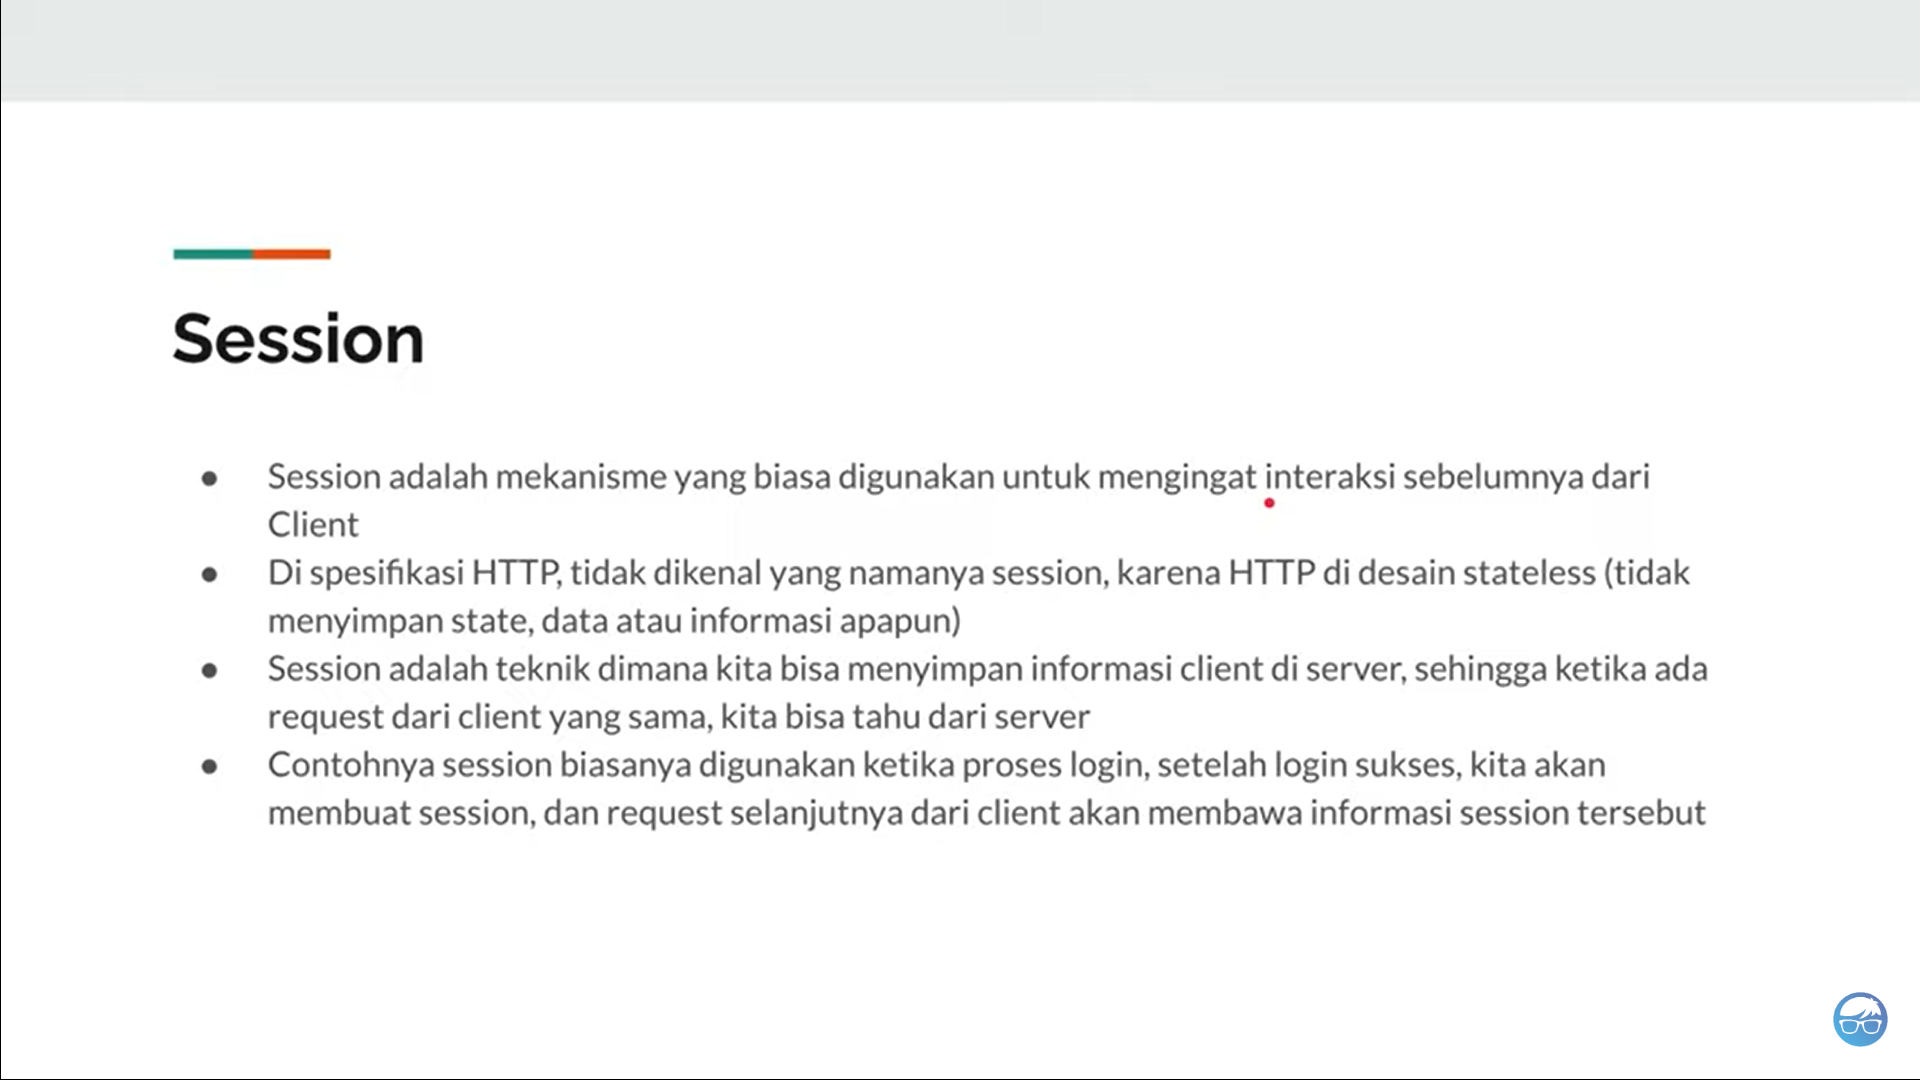 Session
● Session adalah mekanisme yang biasa digunakan untuk mengingat interaksi sebelumnya dari
Client
● Di spesifikasi HTTP, tidak dikenal yang namanya session, karena HTTP di desain stateless (tidak
menyimpan state, data atau informasi apapun)
● Session adalah teknik dimana kita bisa menyimpan informasi client di server, sehingga ketika ada
request dari client yang sama, kita bisa tahu dari server
● Contohnya session biasanya digunakan ketika proses login, setelah login sukses, kita akan
membuat session, dan request selanjutnya dari client akan membawa informasi session tersebut